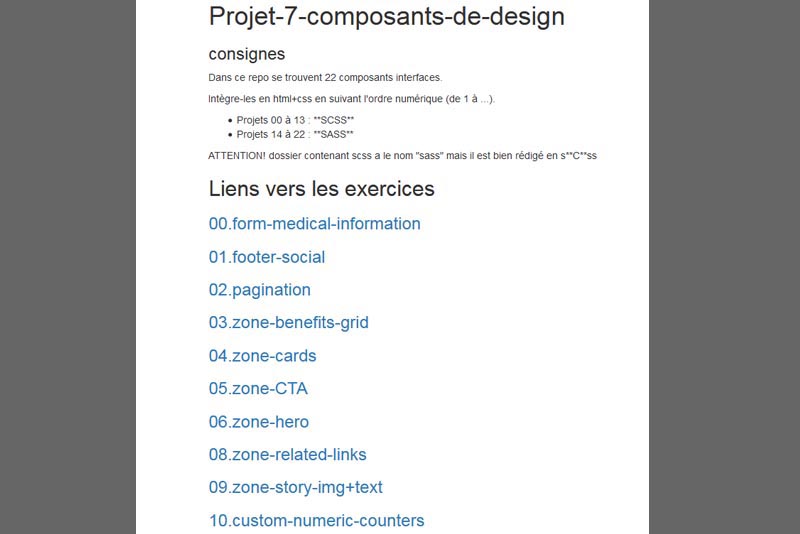 Projet-7-composants-de-design
consignes
Dans ce repo se trouvent 22 composants interfaces.
Intègre-les en html+css en suivant l'ordre numérique (de 1 à ...).
Projets 00 à 13 : **SCSS**
Projets 14 à 22 : **SASS**
ATTENTION! dossier contenant scss a le nom "sass" mais il est bien rédigé en s**C**ss
Liens vers les exercices
00.form-medical-information
01.footer-social
02.pagination
03.zone-benefits-grid
04.zone-cards
05.zone-CTA
06.zone-hero
08.zone-related-links
09.zone-story-img+text
10.custom-numeric-counters